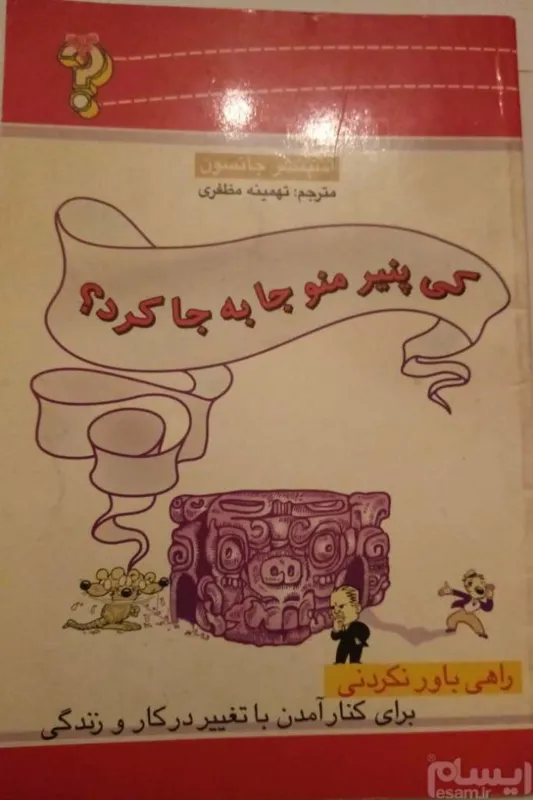 اسپنسر جانسون
مترجم: تهمینه مظفری
کی پنیر منو جا به جا کرد؟
راهی باور نکردنی
برای کنار آمدن با تغییر در کار و زندگی
ایسام
esam.ir